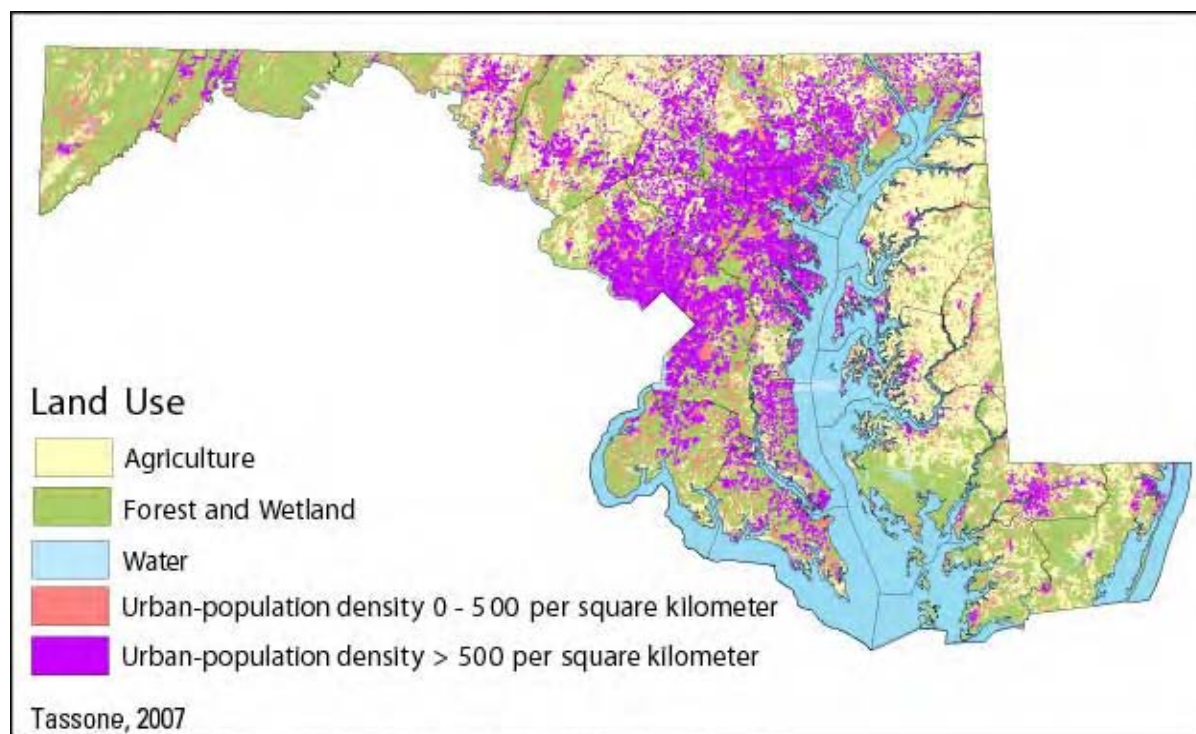 Land Use
Agriculture
Forest and Wetland
Water
Urban-population density 0 - 500 per square kilometer
Urban-population density > 500 per square kilometer
Tassone, 2007